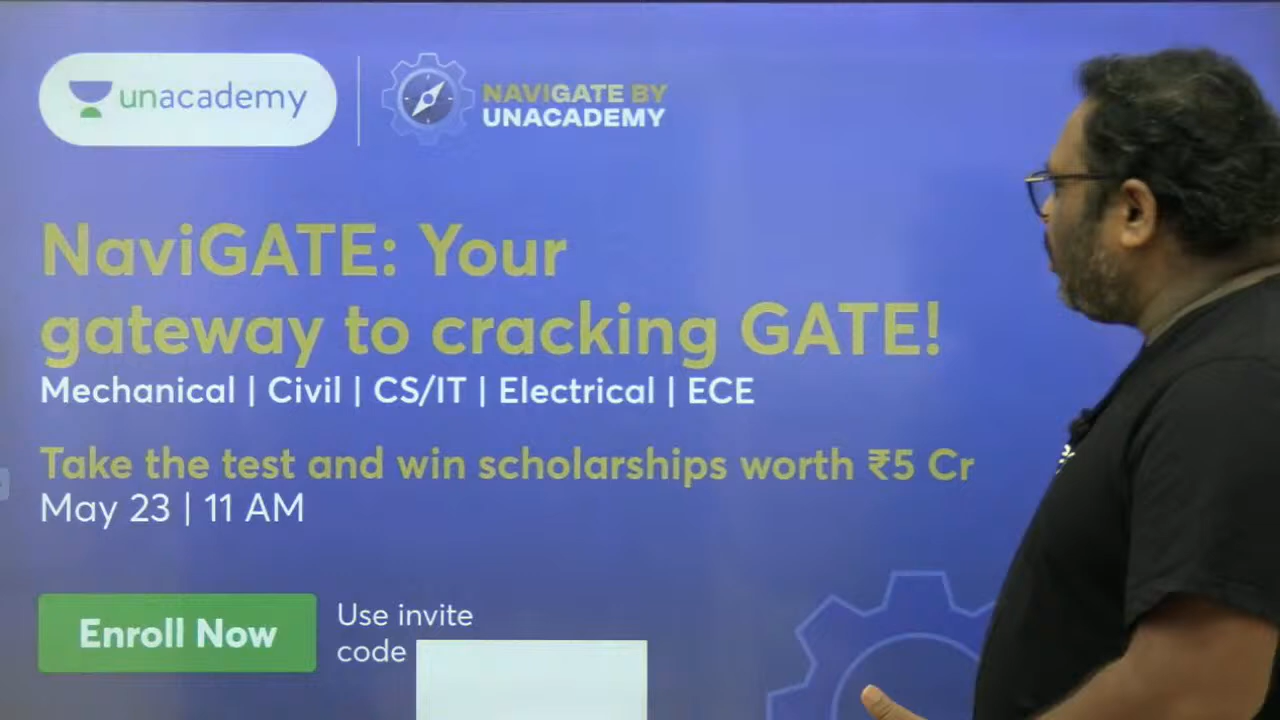 unacademy
NAVIGATE BY
UNACADEMY
NaviGATE: Your
gateway to cracking GATE!
Mechanical | Civil | CS/IT | Electrical | ECE
Take the test and win scholarships worth ₹5 Cr
May 23 | 11 AM
Enroll Now
Use invite
code